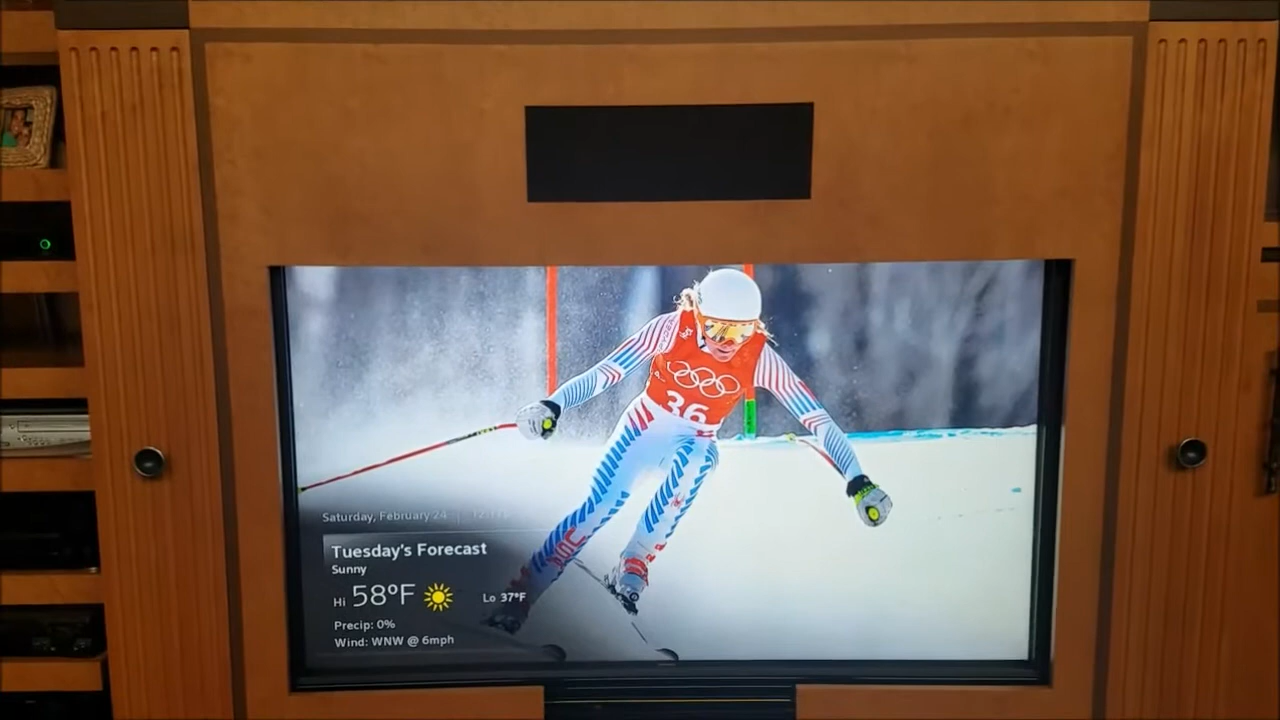 36
Saturday, February 24
Tuesday's Forecast
Sunny
Hi 58°F Lo 37°F
Precip: 0%
Wind: WNW @ 6mph